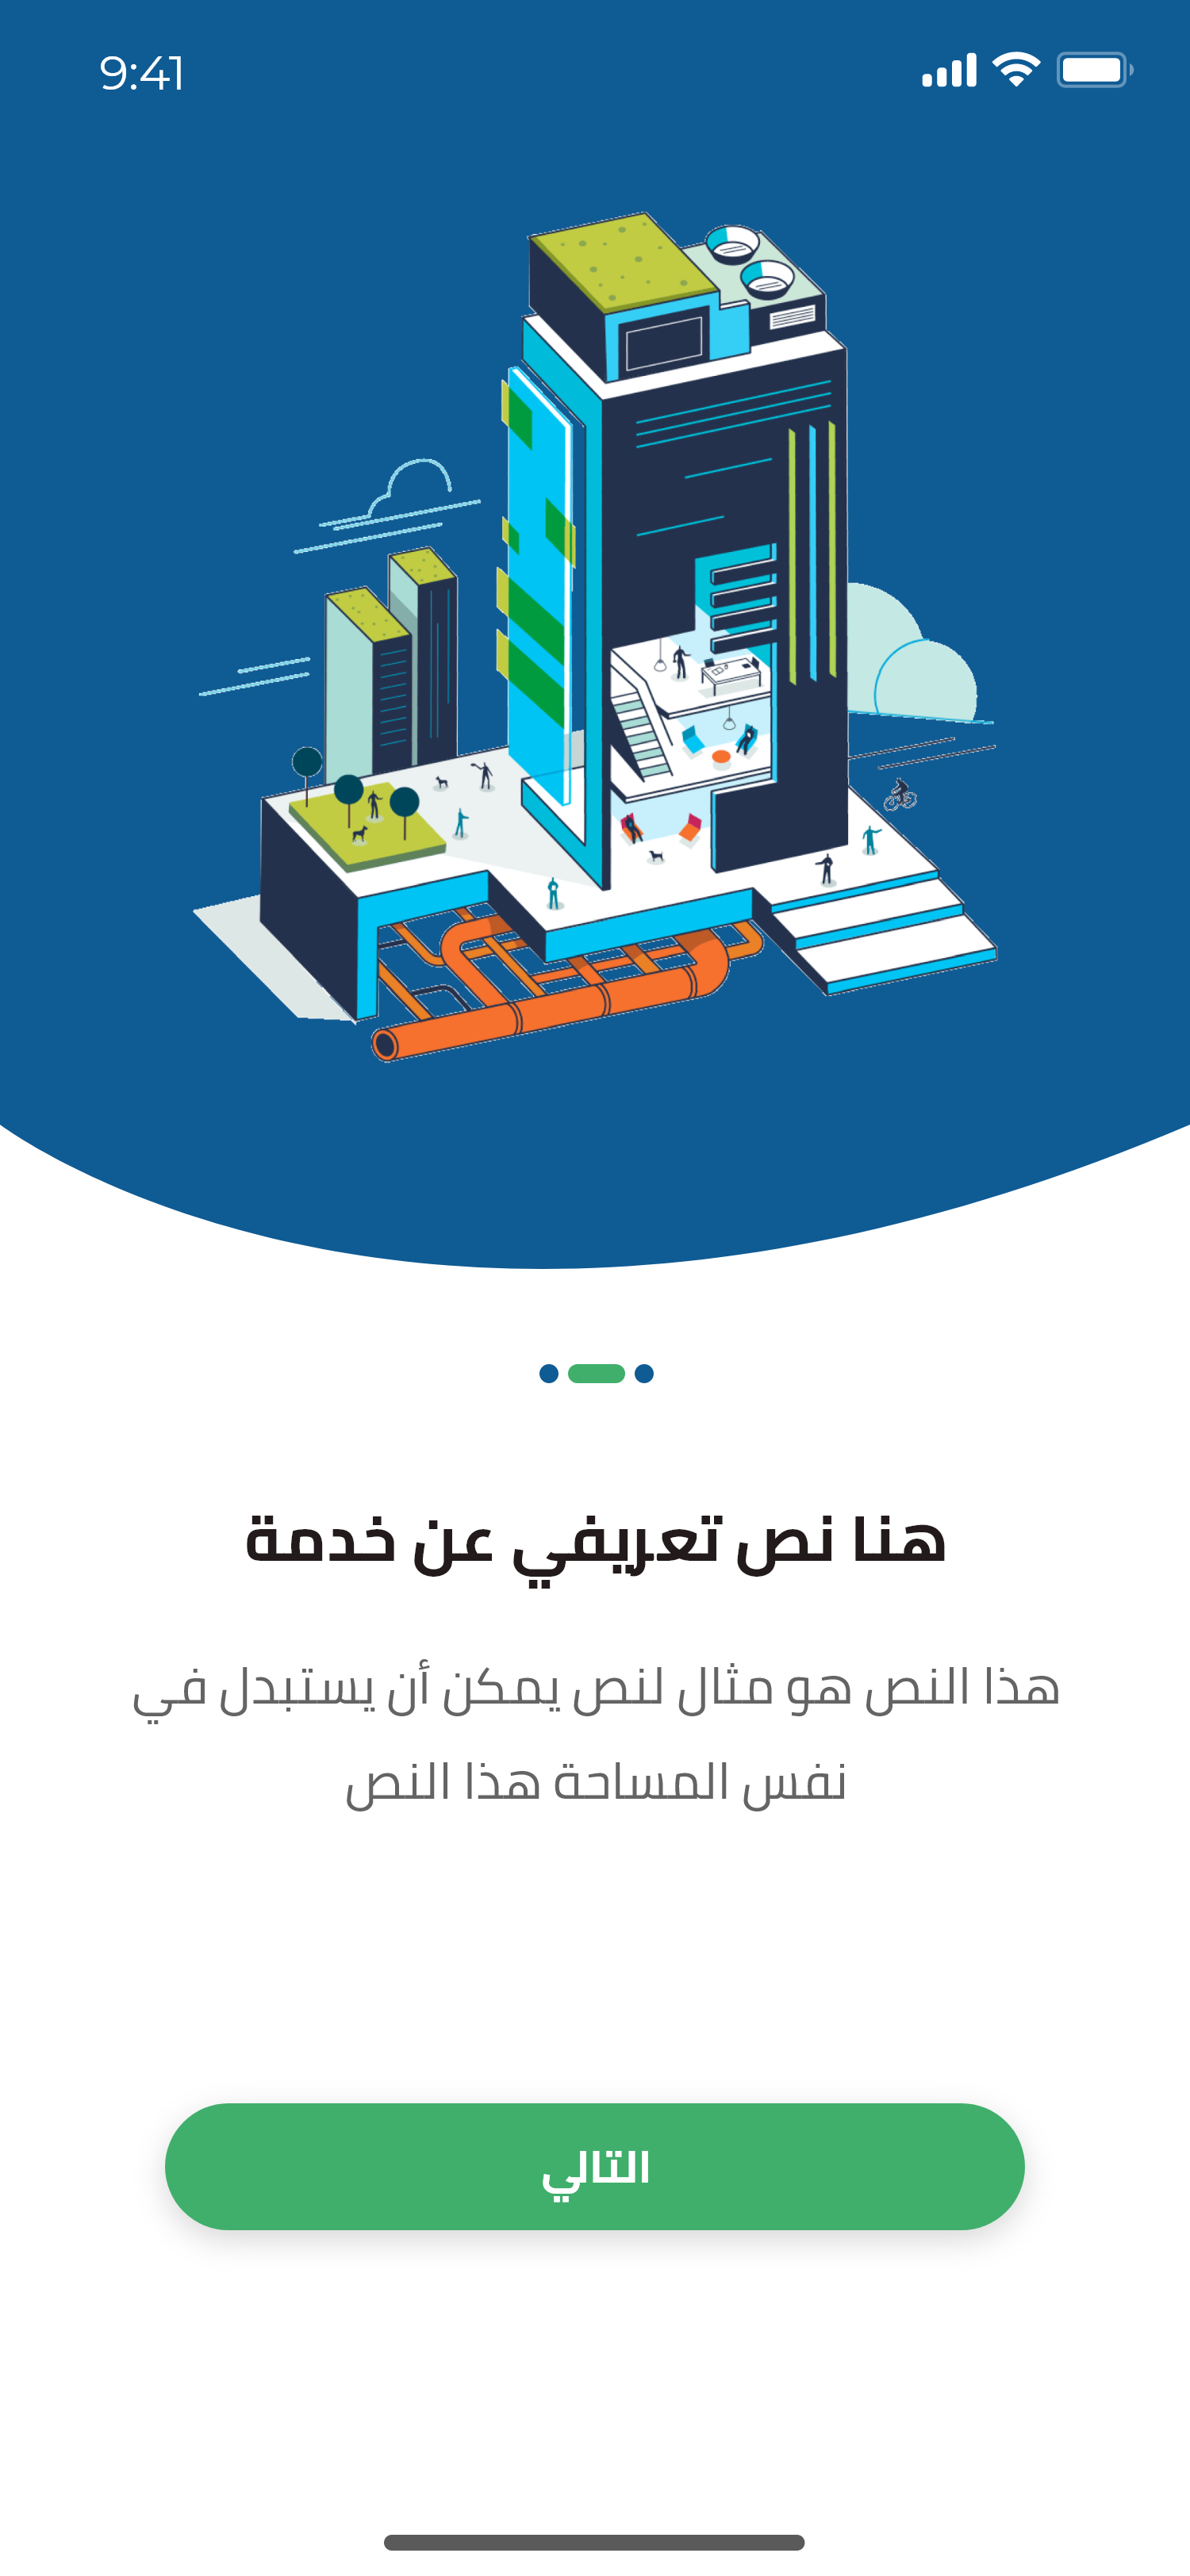 9:41
هنا نص تعريفي عن خدمة
هذا النص هو مثال لنص يمكن أن يستبدل في
نفس المساحة هذا النص
التالي